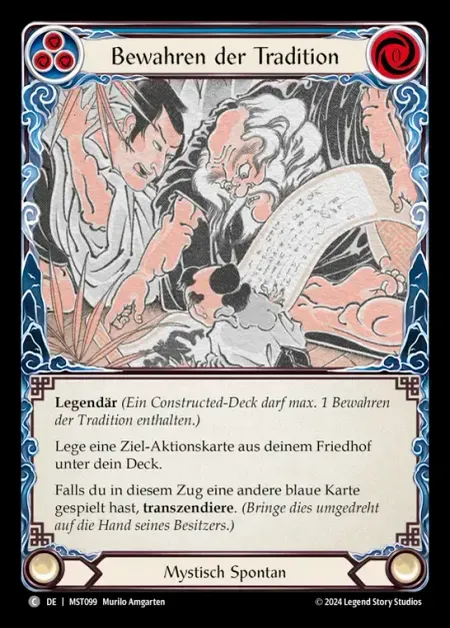 Bewahren der Tradition
0
Legendär (Ein Constructed-Deck darf max. 1 Bewahren
der Tradition enthalten.)
Lege eine Ziel-Aktionskarte aus deinem Friedhof
unter dein Deck.
Falls du in diesem Zug eine andere blaue Karte
gespielt hast, transzendiere. (Bringe dies umgedreht
auf die Hand seines Besitzers.)
Mystisch Spontan
C DE | MST099 Murilo Amgarten
© 2024 Legend Story Studios